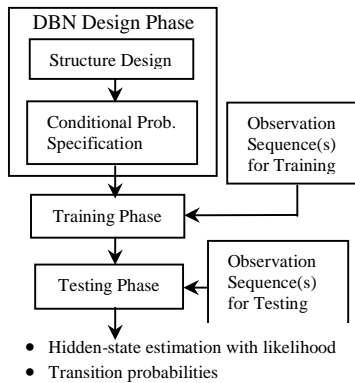 DBN Design Phase
Structure Design
Conditional Prob.
Specification
Observation
Sequence(s)
for Training
Training Phase
Testing Phase
Observation
Sequence(s)
for Testing
• Hidden-state estimation with likelihood
• Transition probabilities